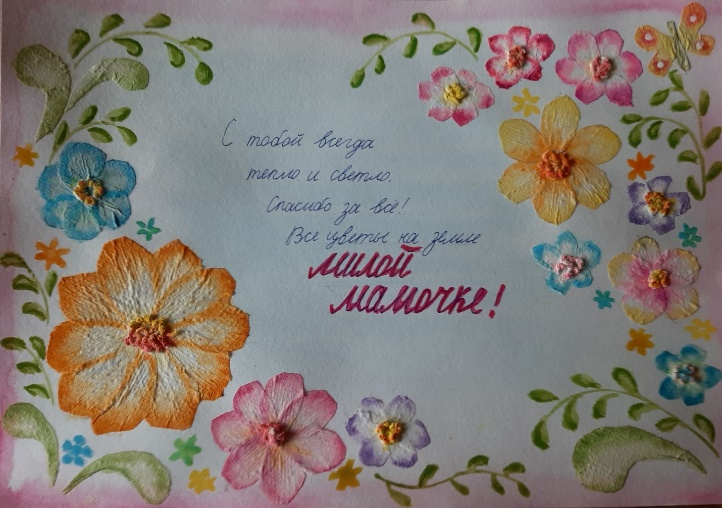 С тобой всегда
тепло и светло.
Спасибо за всё!
Все цветы на земле
милой
мамочке!